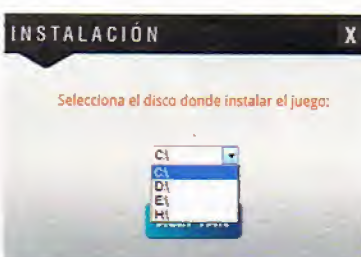 INSTALACIÓN X
Selecciona el disco donde instalar el juego:
C:\
C:\
D:\
E:\
H:\